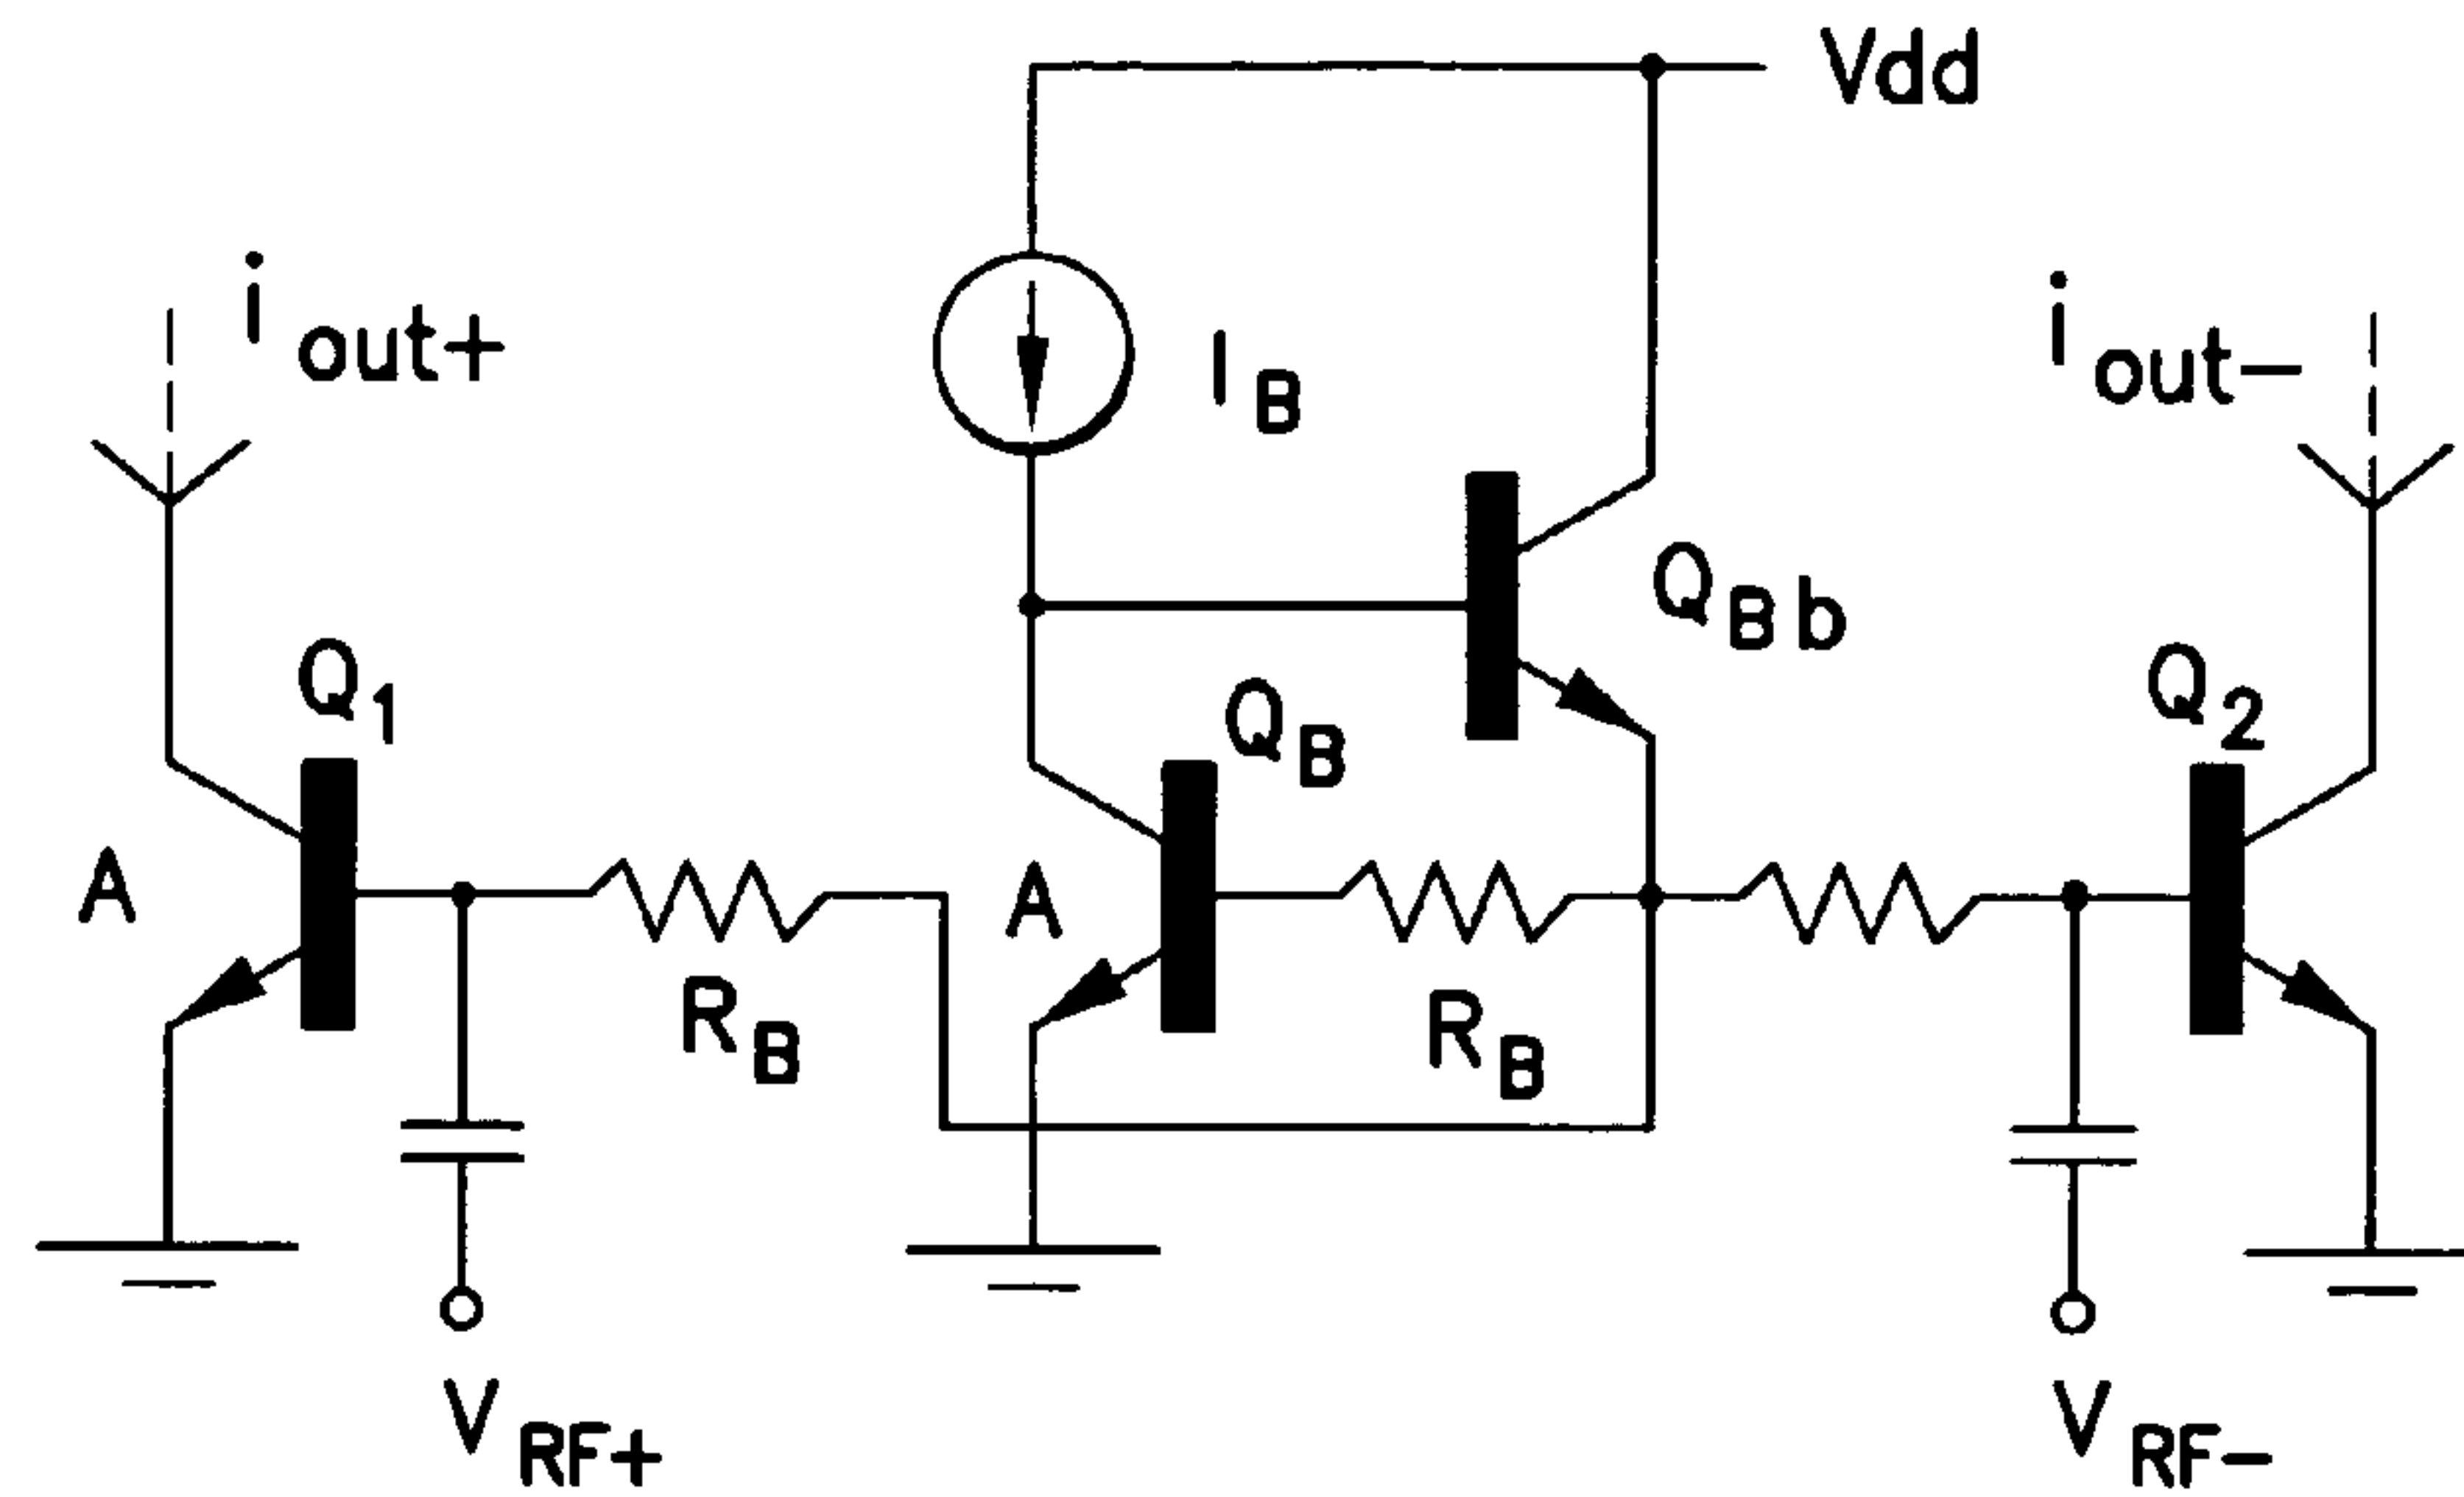 Vdd
i out+
I B
i out-
Q Bb
Q 1
Q B
Q 2
A
A
R B
R B
V RF+
V RF-